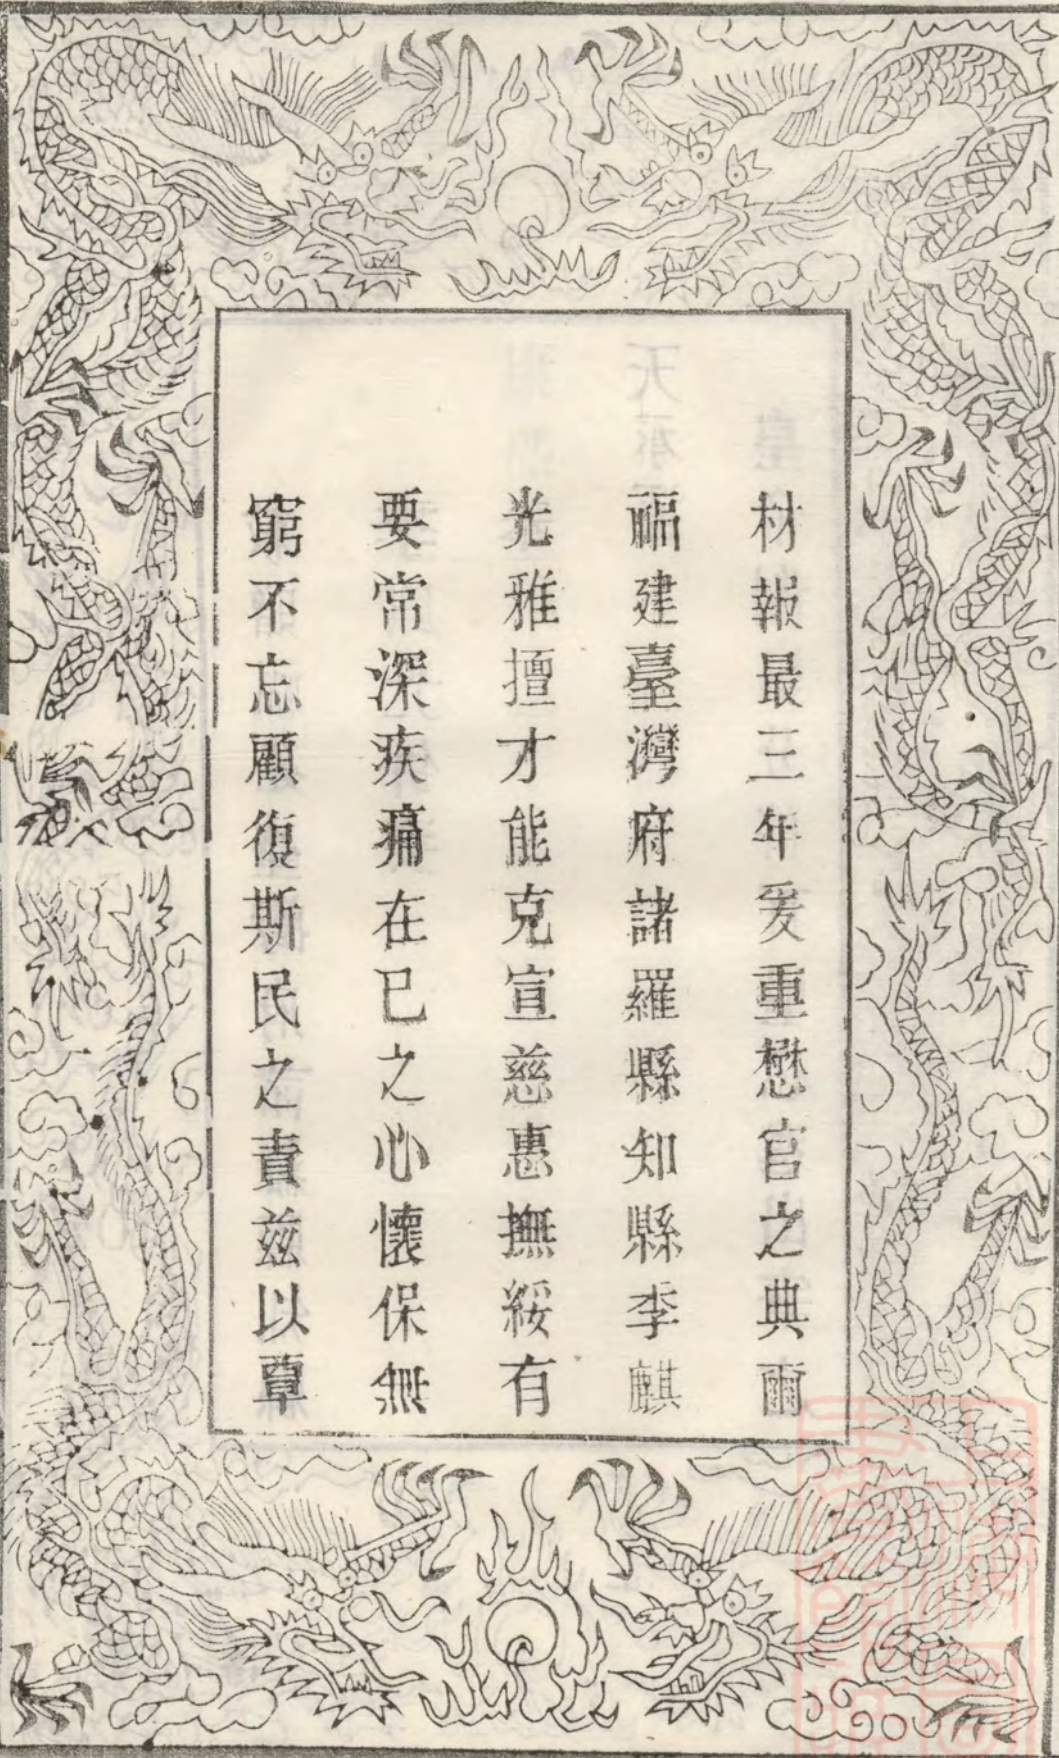 材報最三年爰重懋官之典爾
福建臺灣府諸羅縣知縣李麒
光雅擅才能克宣慈惠撫綏有
要常深疾痛在已之心懷保無
窮不忘顧復斯民之責茲以覃